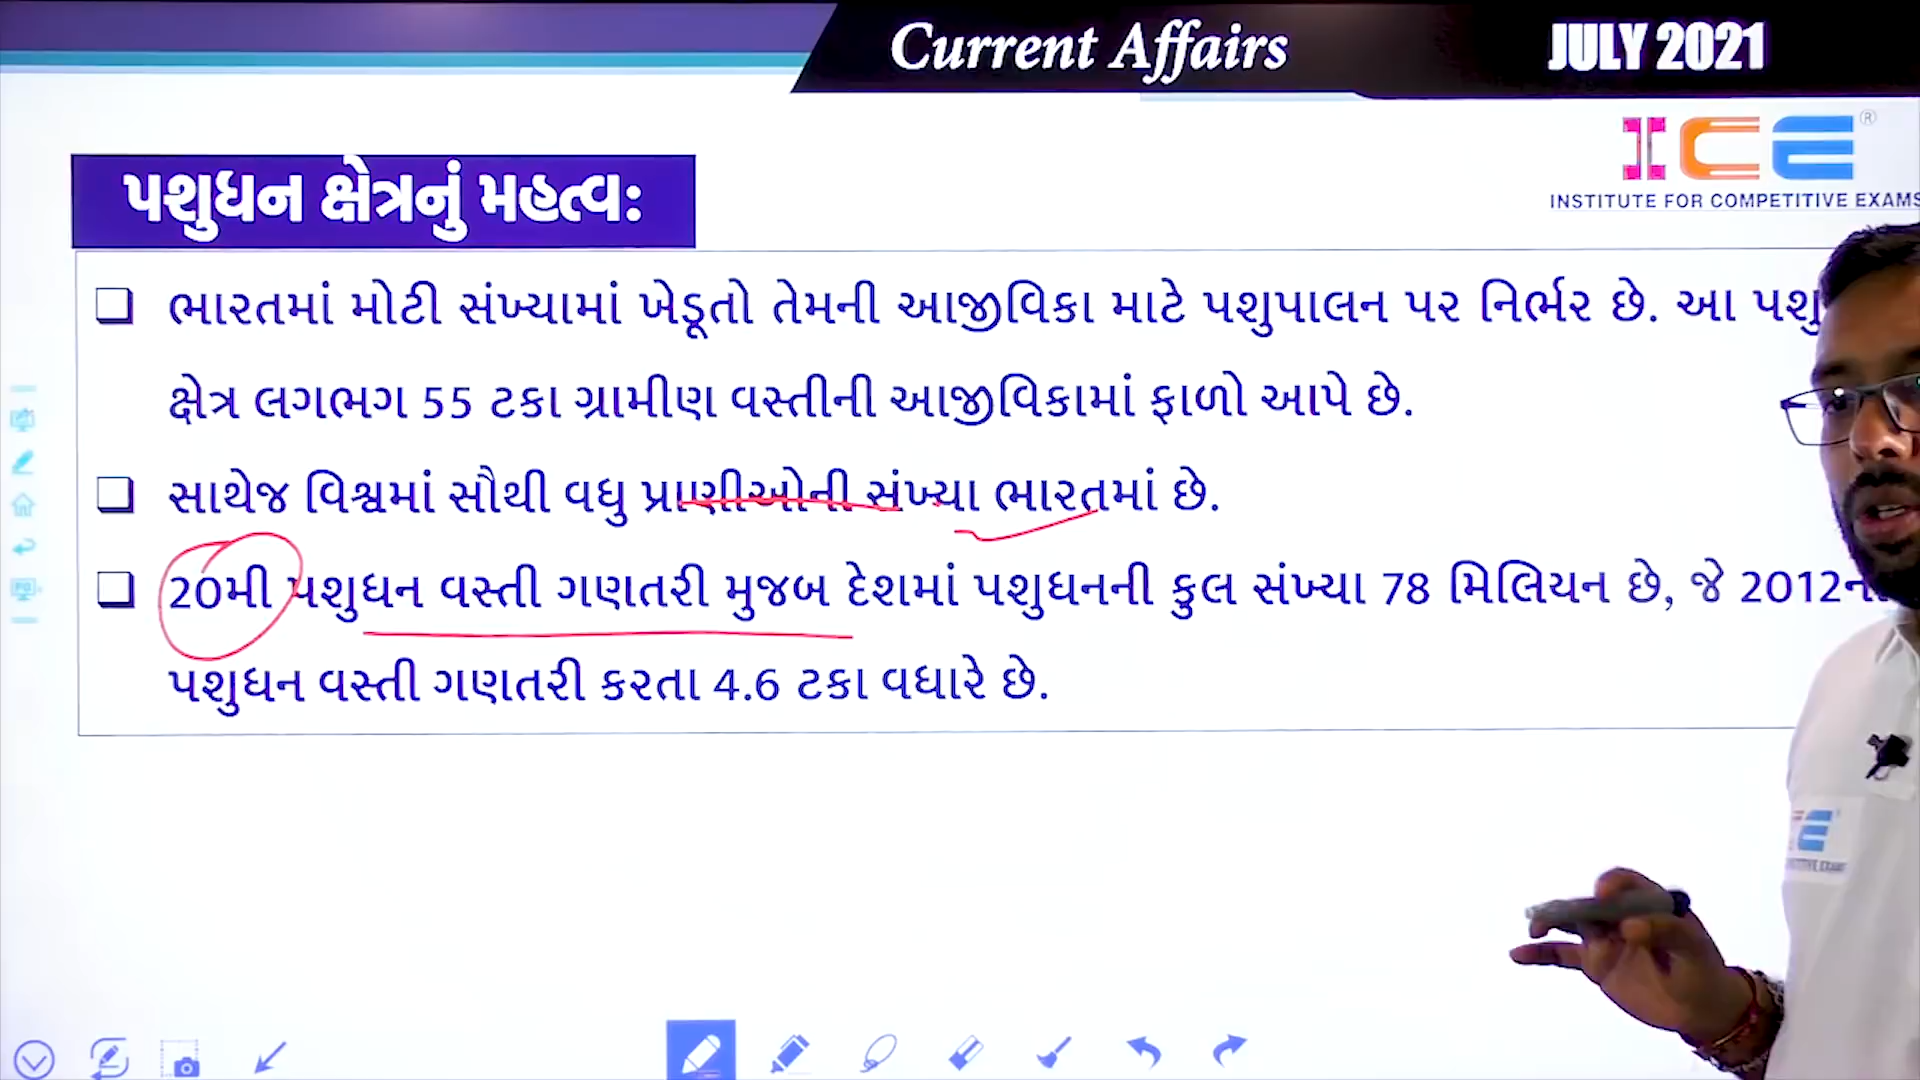 Current Affairs
JULY 2021
ICE®
INSTITUTE FOR COMPETITIVE EXAMS
પશુધન ક્ષેત્રનું મહત્વ:
ભારતમાં મોટી સંખ્યામાં ખેડૂતો તેમની આજીવિકા માટે પશુપાલન પર નિર્ભર છે. આ પશુ
ક્ષેત્ર લગભગ 55 ટકા ગ્રામીણ વસ્તીની આજીવિકામાં ફાળો આપે છે.
સાથેજ વિશ્વમાં સૌથી વધુ પ્રાણીઓની સંખ્યા ભારતમાં છે.
20મી પશુધન વસ્તી ગણતરી મુજબ દેશમાં પશુધનની કુલ સંખ્યા 78 મિલિયન છે, જે 2012ના
પશુધન વસ્તી ગણતરી કરતા 4.6 ટકા વધારે છે.